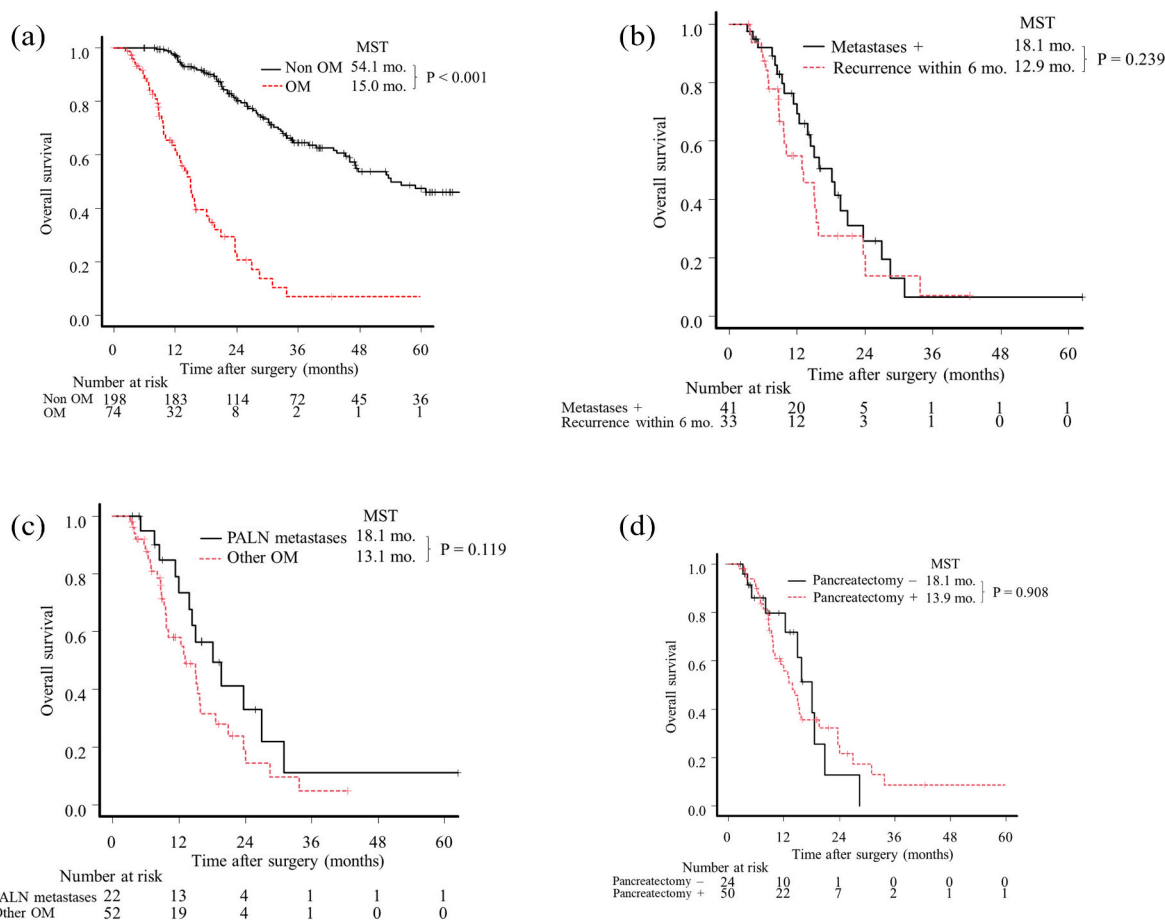 (a)
MST
Non OM 54.1 mo.
OM 15.0 mo.
P < 0.001
1.0
0.8
0.6
0.4
0.2
0.0
Overall survival
0 12 24 36 48 60
Time after surgery (months)
Number at risk
Non OM 198 183 114 72 45 36
OM 74 32 8 2 1 1
(b)
MST
Metastases + 18.1 mo.
Recurrence within 6 mo. 12.9 mo.
P = 0.239
1.0
0.8
0.6
0.4
0.2
0.0
Overall survival
0 12 24 36 48 60
Time after surgery (months)
Number at risk
Metastases + 41 20 5 1 1 1
Recurrence within 6 mo. 33 12 3 1 0 0
(c)
MST
PALN metastases 18.1 mo.
Other OM 13.1 mo.
P = 0.119
1.0
0.8
0.6
0.4
0.2
0.0
Overall survival
0 12 24 36 48 60
Time after surgery (months)
Number at risk
PALN metastases 22 13 4 1 1 1
Other OM 52 19 4 1 0 0
(d)
MST
Pancreatectomy − 18.1 mo.
Pancreatectomy + 13.9 mo.
P = 0.908
1.0
0.8
0.6
0.4
0.2
0.0
Overall survival
0 12 24 36 48 60
Time after surgery (months)
Number at risk
Pancreatectomy − 24 10 1 0 0 0
Pancreatectomy + 50 22 7 2 1 1